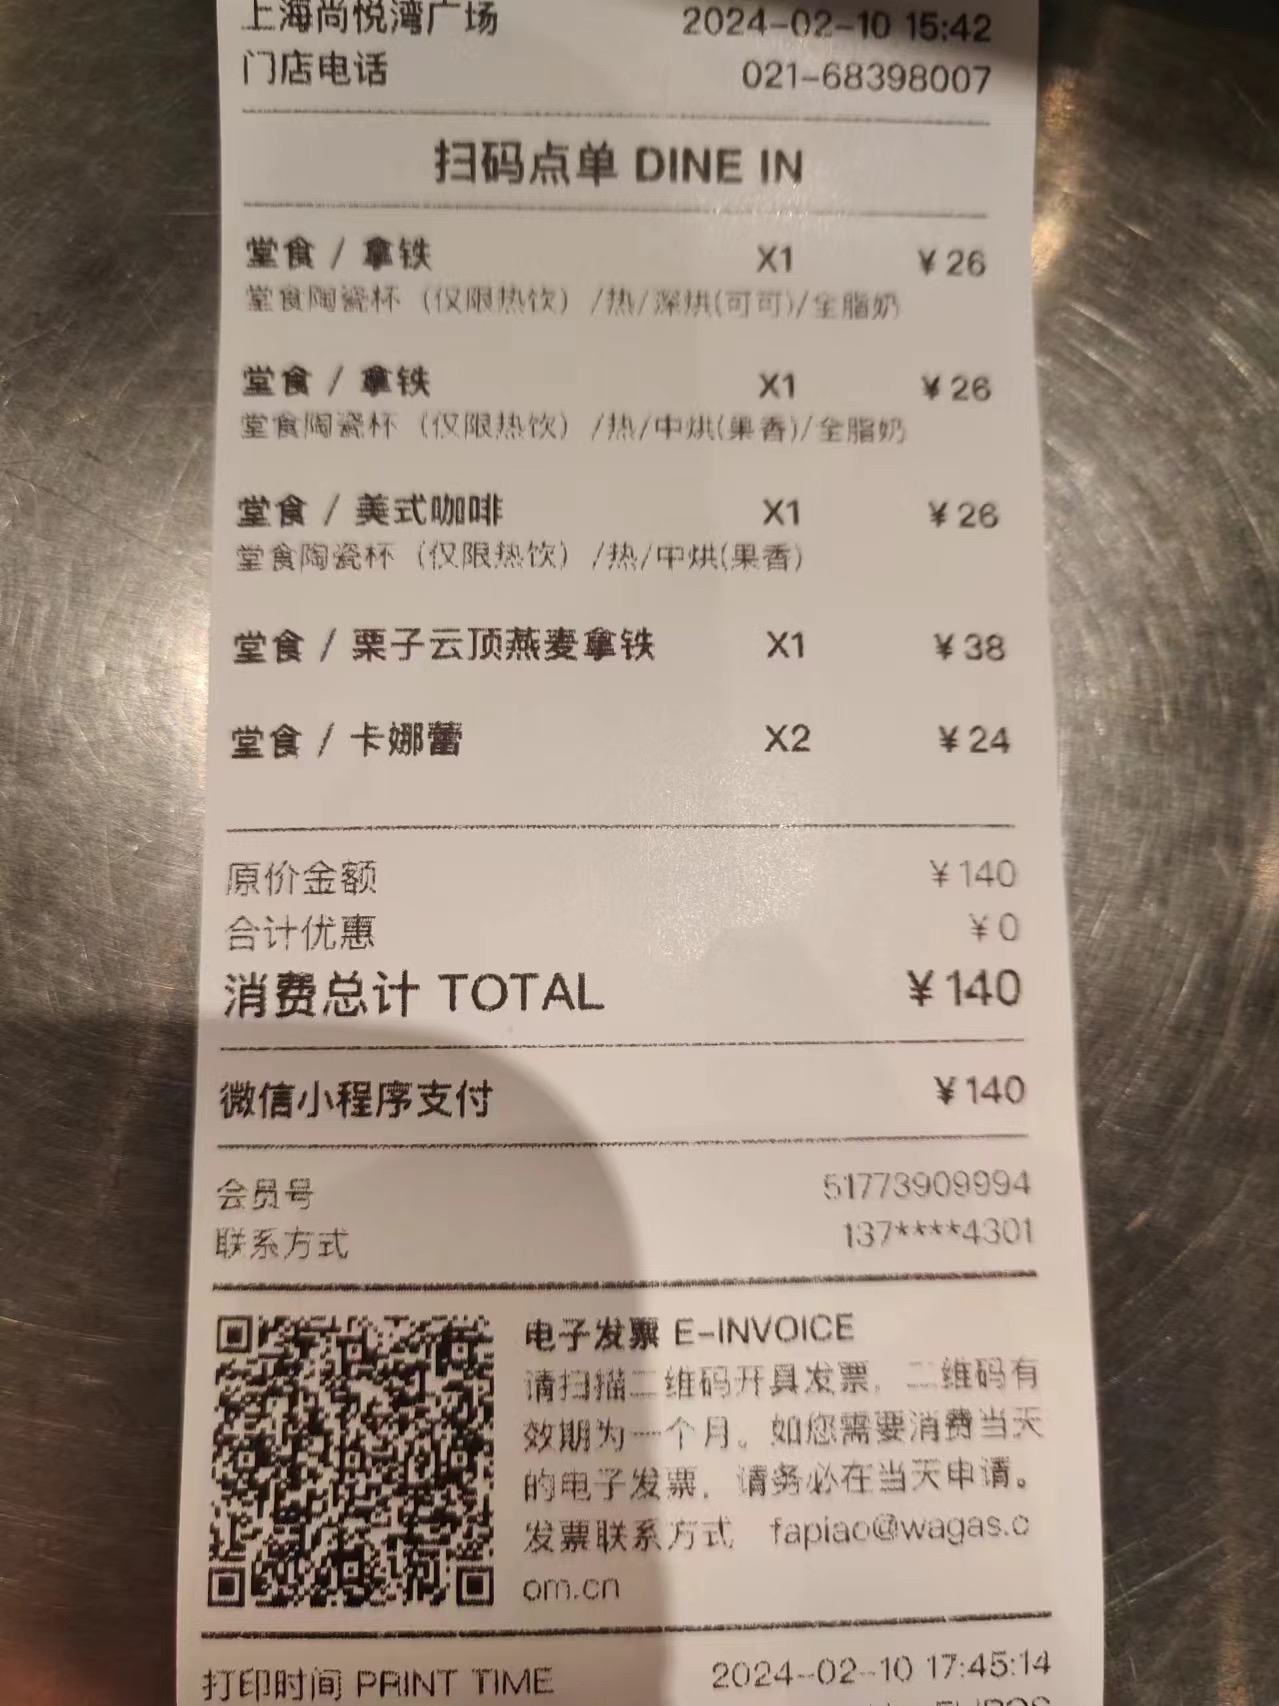 上海尚悦湾广场 2024-02-10 15:42
门店电话 021-68398007
扫码点单 DINE IN
堂食 / 拿铁 X1 ¥26
堂食陶瓷杯（仅限热饮）/热/深烘(可可)/全脂奶
堂食 / 拿铁 X1 ¥26
堂食陶瓷杯（仅限热饮）/热/中烘(果香)/全脂奶
堂食 / 美式咖啡 X1 ¥26
堂食陶瓷杯（仅限热饮）/热/中烘(果香)
堂食 / 栗子云顶燕麦拿铁 X1 ¥38
堂食 / 卡娜蕾 X2 ¥24
原价金额 ¥140
合计优惠 ¥0
消费总计 TOTAL ¥140
微信小程序支付 ¥140
会员号 51773909994
联系方式 137****4301
电子发票 E-INVOICE
请扫描二维码开具发票，二维码有
效期为一个月。如您需要消费当天
的电子发票，请务必在当天申请。
发票联系方式 fapiao@wagas.c
om.cn
打印时间 PRINT TIME 2024-02-10 17:45:14